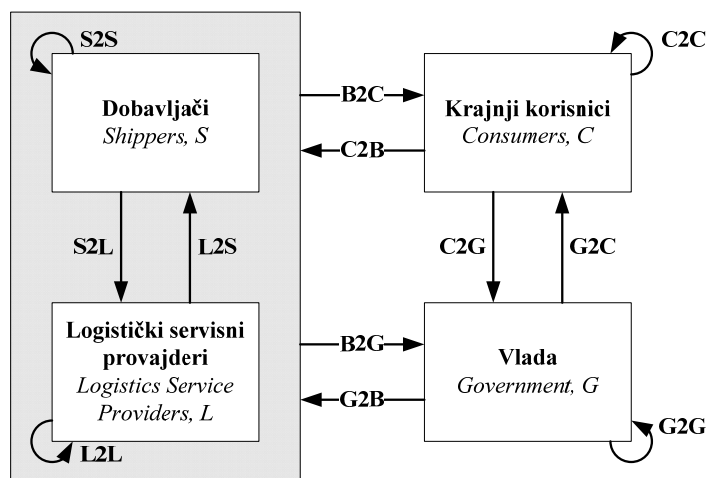 S2S
C2C
Dobavljači
Shippers, S
B2C
Krajnji korisnici
Consumers, C
C2B
S2L
L2S
C2G
G2C
Logistički servisni
provajderi
Logistics Service
Providers, L
B2G
Vlada
Government, G
G2B
L2L
G2G